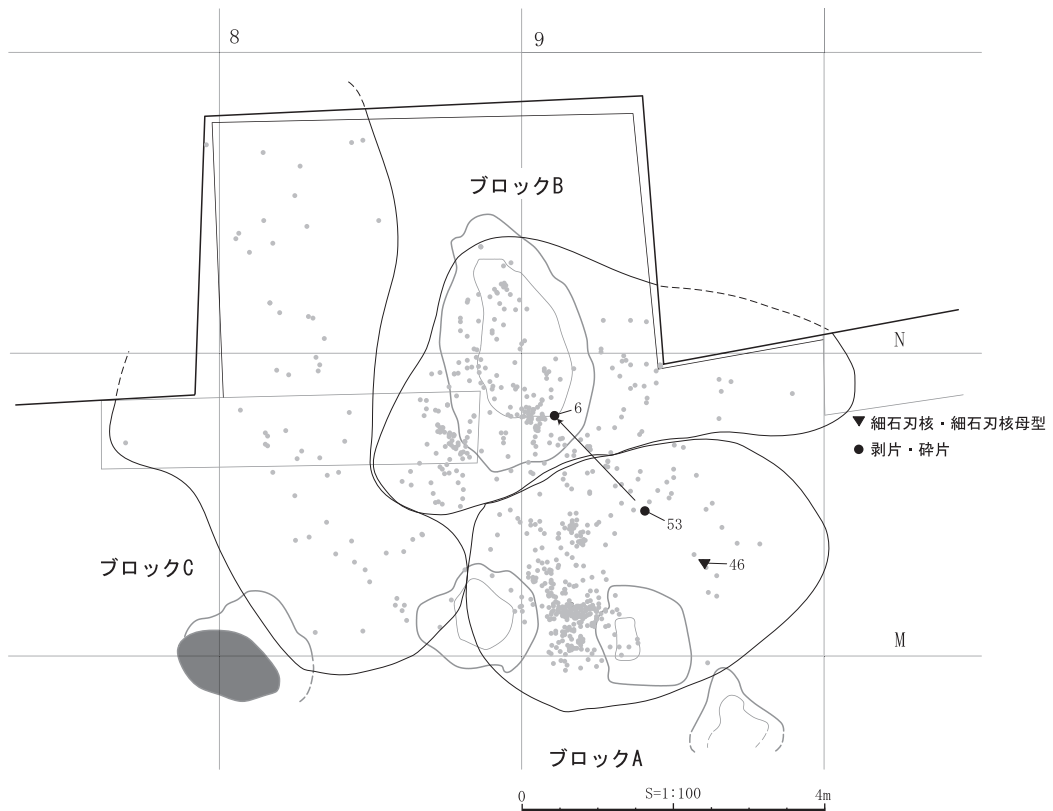 8
9
ブロックB
N
6
▼ 細石刃核・細石刃核母型
● 剥片・砕片
53
ブロックC
46
M
ブロックA
S=1:100
0 4m